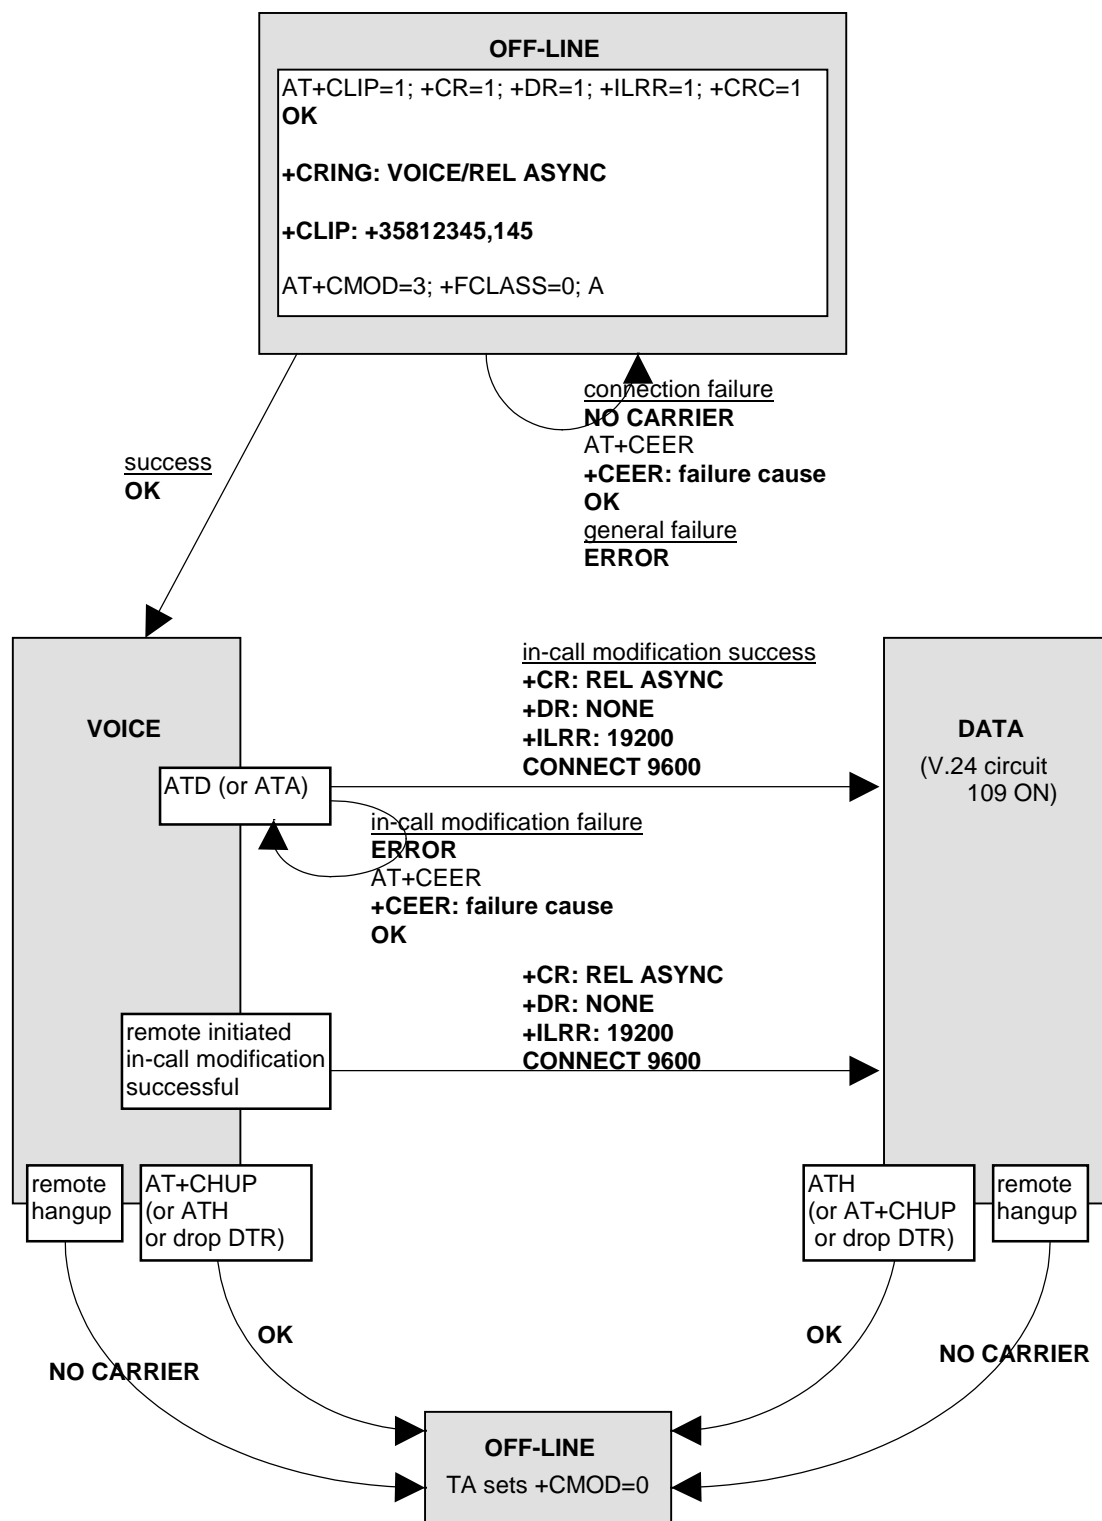 OFF-LINE
AT+CLIP=1; +CR=1; +DR=1; +ILRR=1; +CRC=1
OK
+CRING: VOICE/REL ASYNC
+CLIP: +35812345,145
AT+CMOD=3; +FCLASS=0; A
connection failure
NO CARRIER
AT+CEER
+CEER: failure cause
OK
general failure
ERROR
success
OK
VOICE
in-call modification success
+CR: REL ASYNC
+DR: NONE
+ILRR: 19200
CONNECT 9600
DATA
(V.24 circuit
109 ON)
ATD (or ATA)
in-call modification failure
ERROR
AT+CEER
+CEER: failure cause
OK
+CR: REL ASYNC
+DR: NONE
+ILRR: 19200
CONNECT 9600
remote initiated
in-call modification
successful
remote
hangup
AT+CHUP
(or ATH
or drop DTR)
ATH
(or AT+CHUP
or drop DTR)
remote
hangup
OK
NO CARRIER
OK
NO CARRIER
OFF-LINE
TA sets +CMOD=0